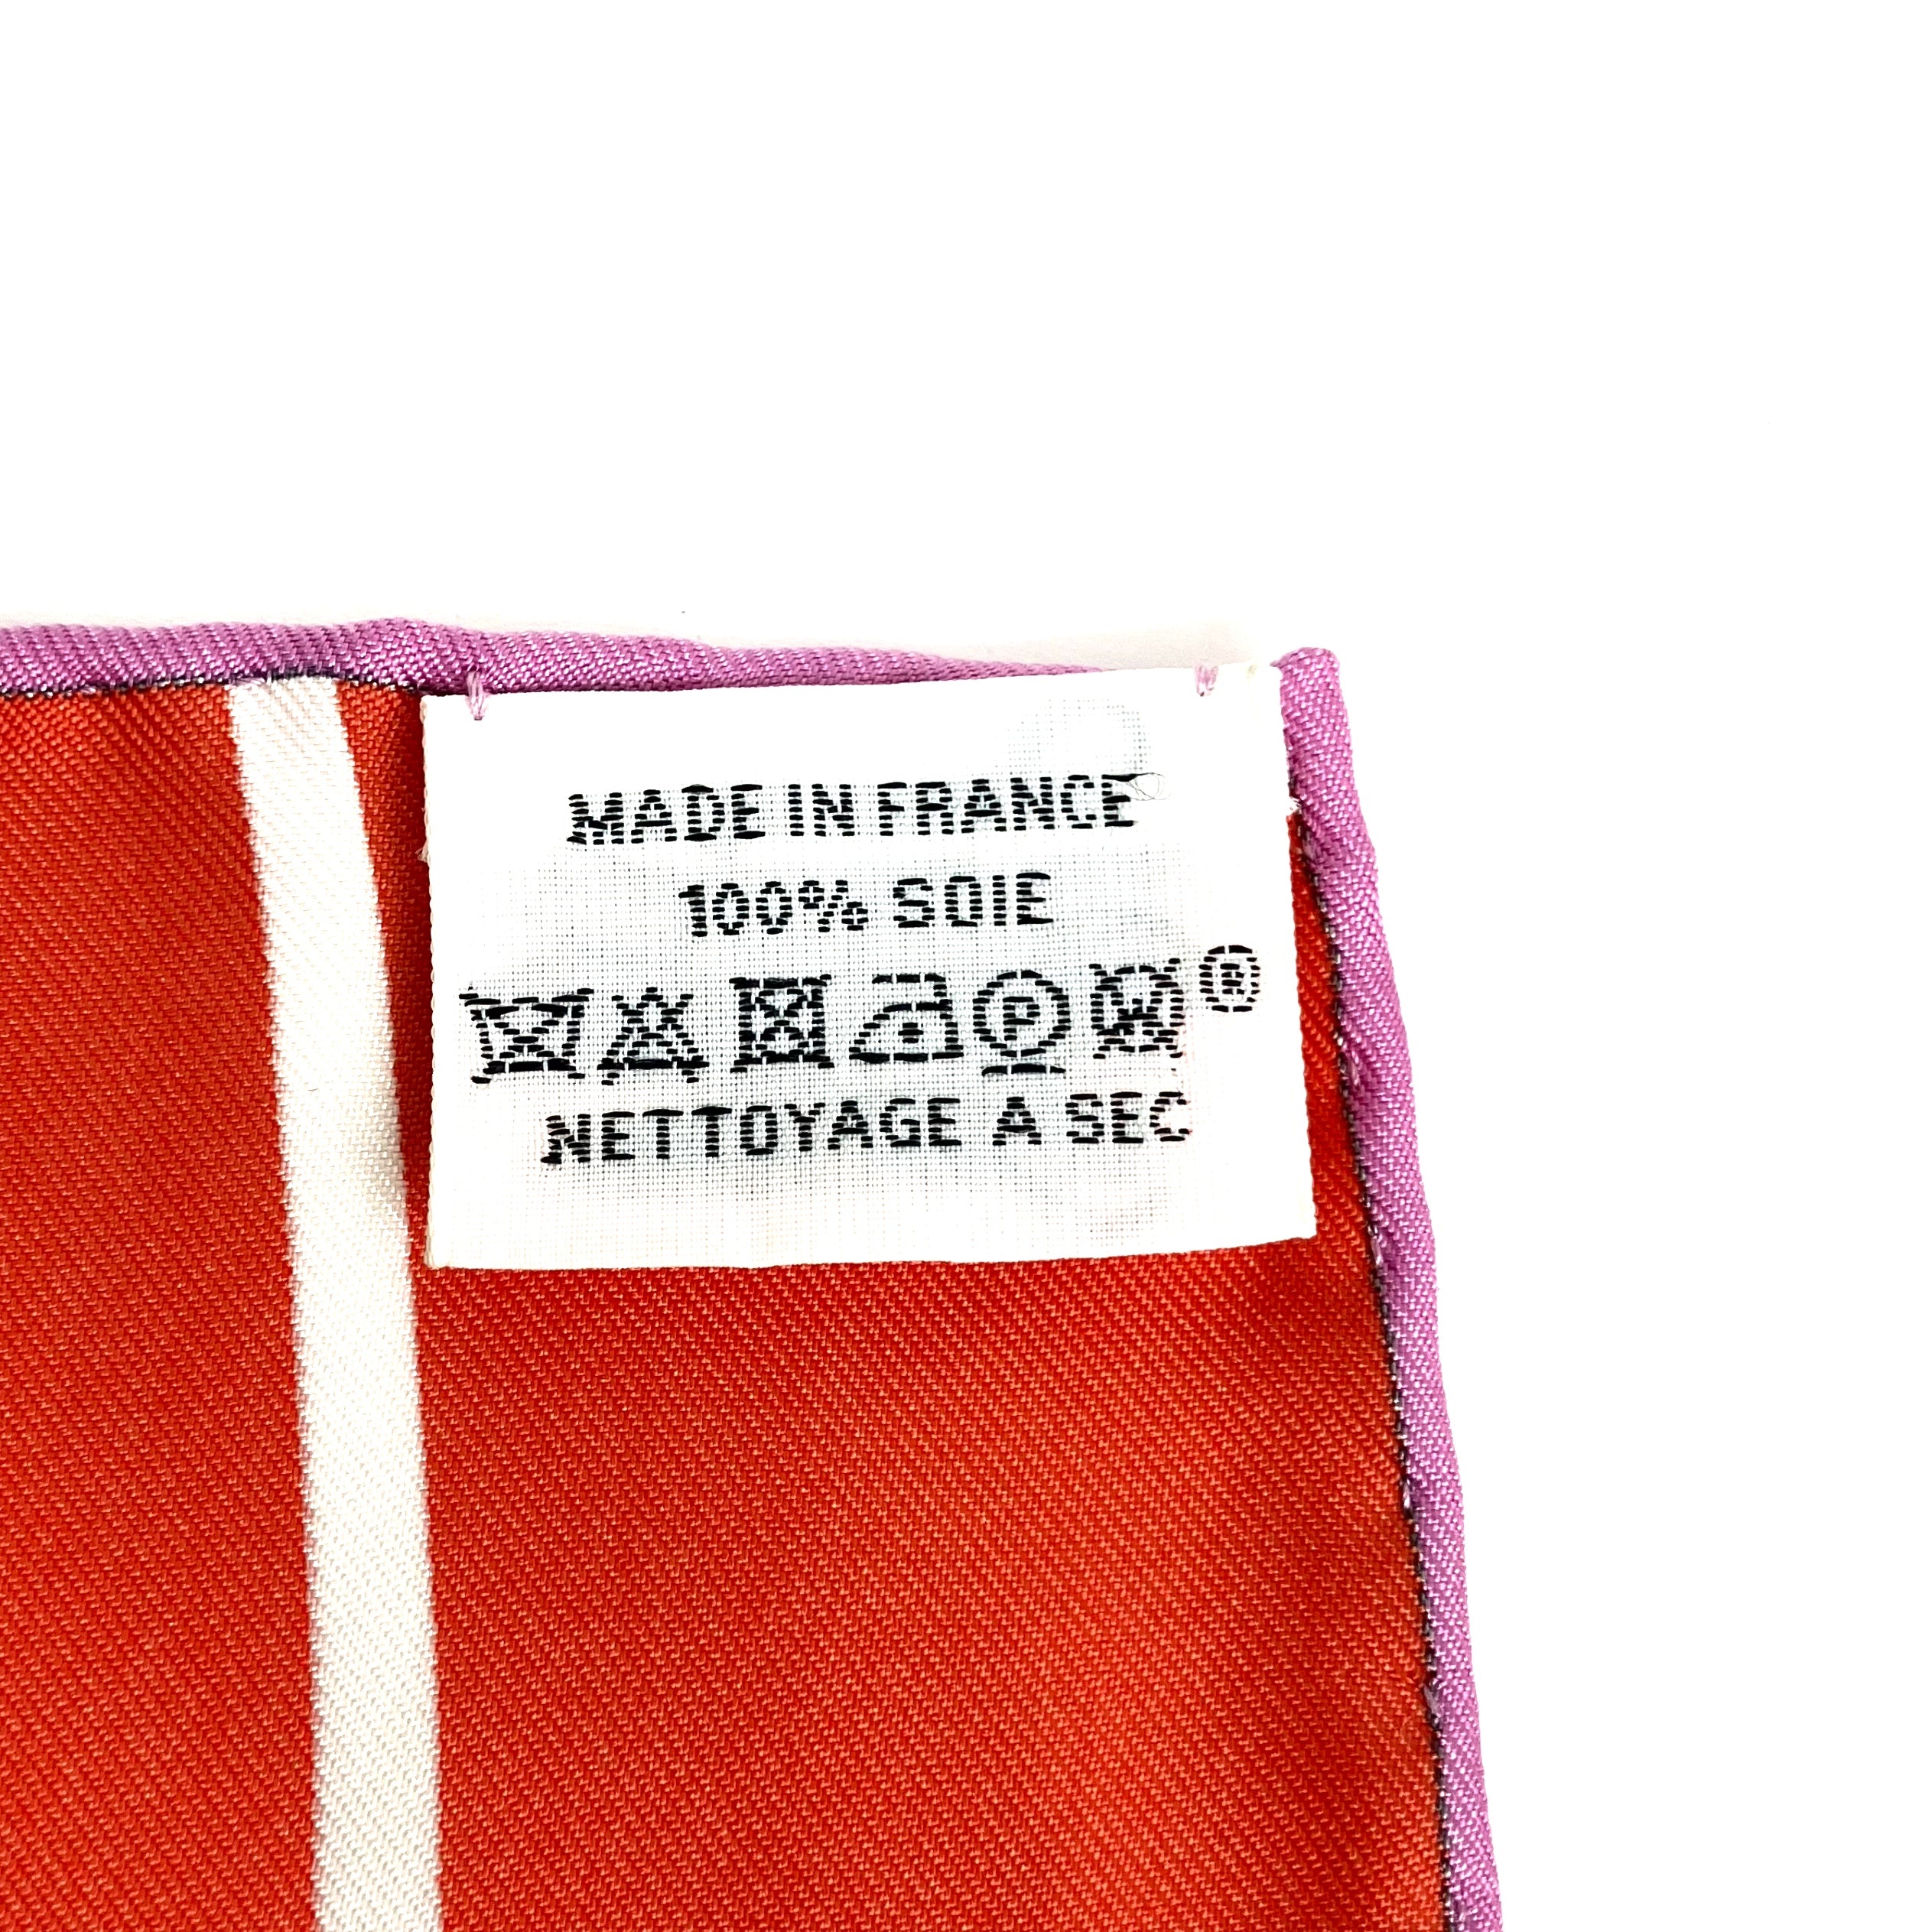 MADE IN FRANCE
100% SOIE
P W ®
NETTOYAGE A SEC